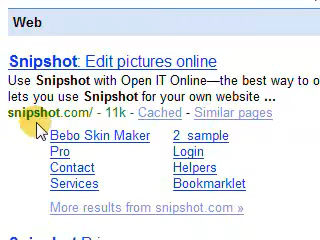 Web
Snipshot: Edit pictures online
Use Snipshot with Open IT Online—the best way to o
lets you use Snipshot for your own website ...
snipshot.com/ - 11k - Cached - Similar pages
Bebo Skin Maker 2 sample
Pro Login
Contact Helpers
Services Bookmarklet
More results from snipshot.com »